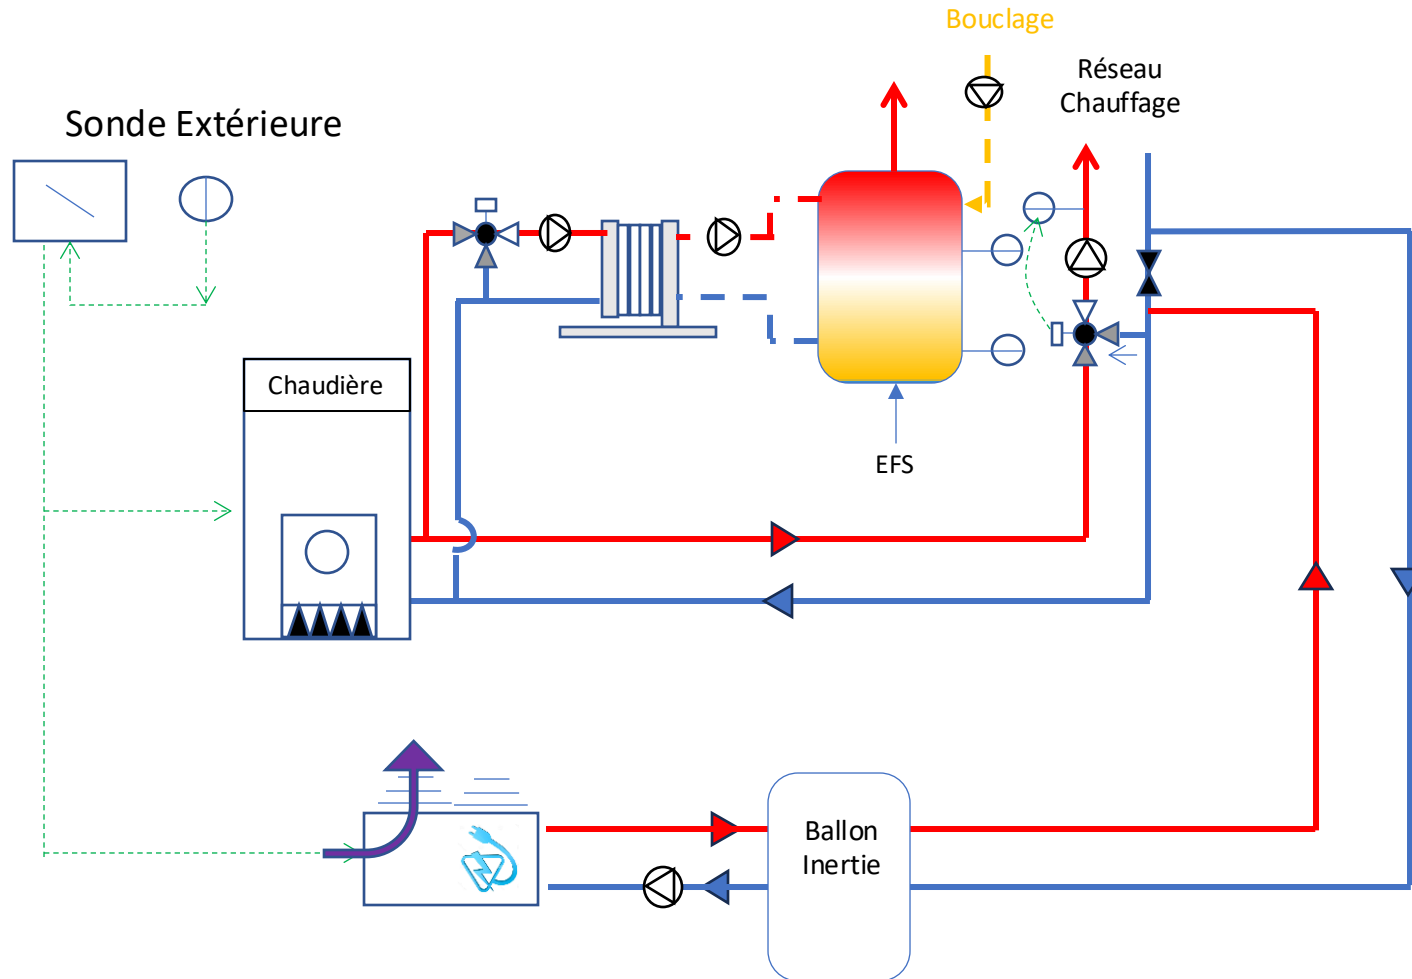 Bouclage
Réseau
Chauffage
Sonde Extérieure
Chaudière
EFS
Ballon
Inertie